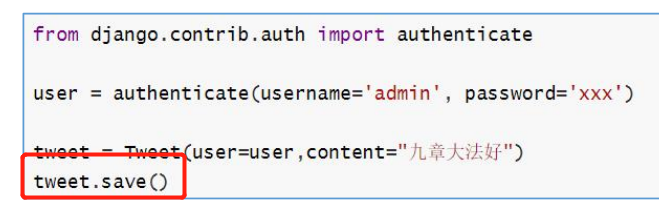 from django.contrib.auth import authenticate
user = authenticate(username='admin', password='xxx')
tweet = Tweet(user=user,content="九章大法好")
tweet.save()